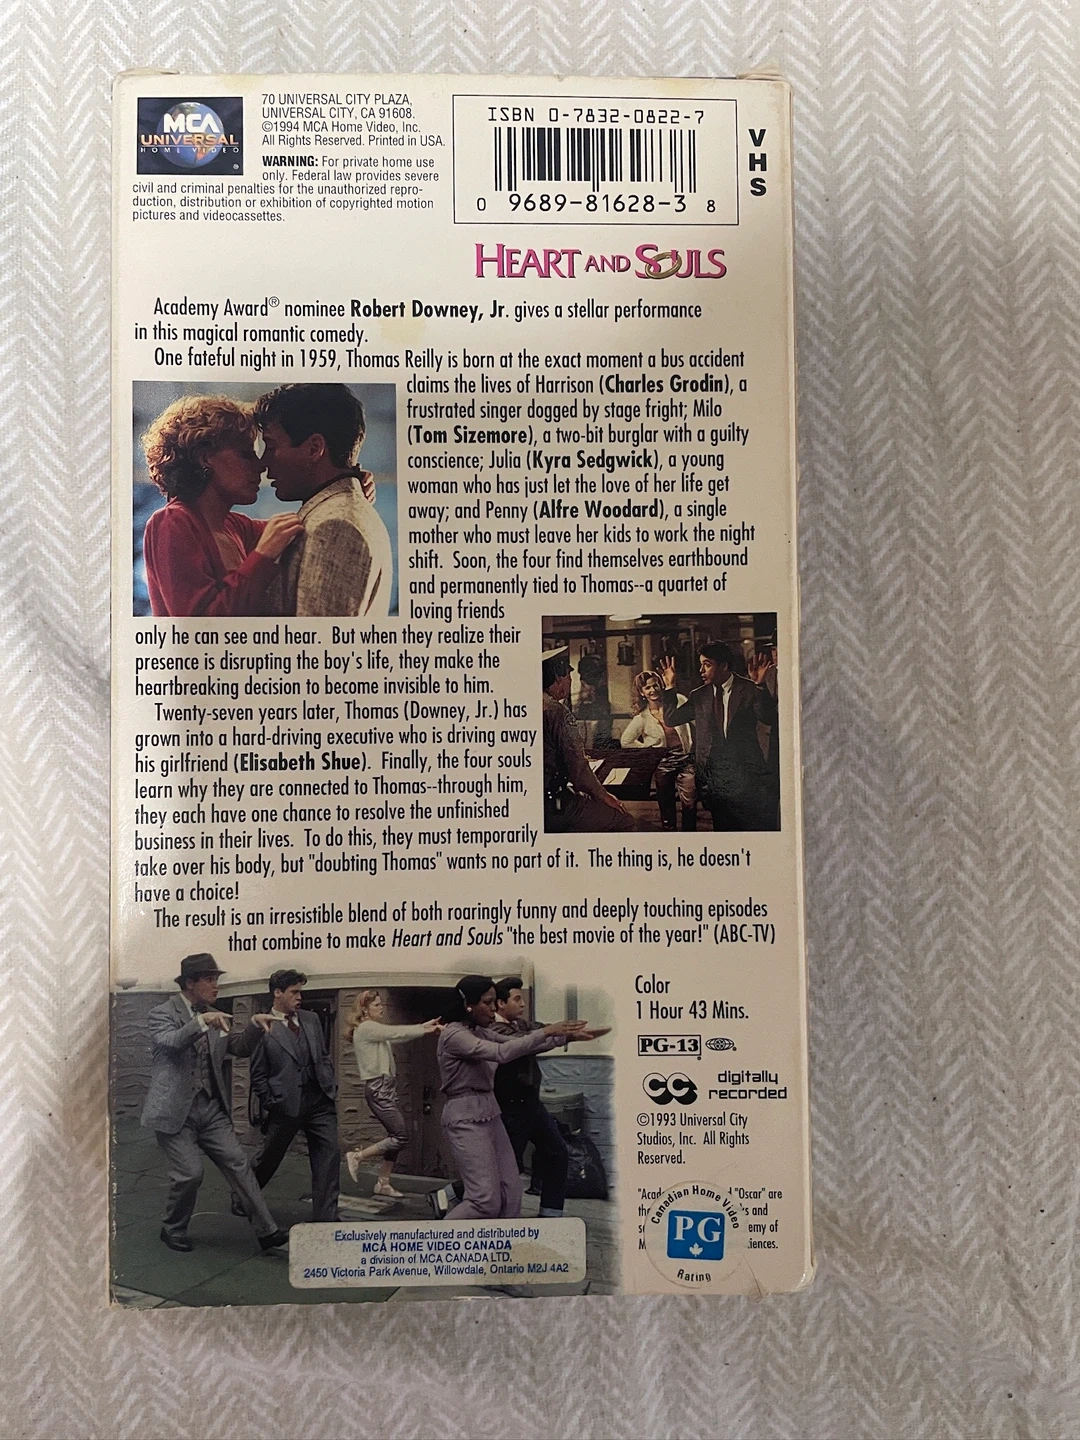 MCA
UNIVERSAL
HOME VIDEO
®
70 UNIVERSAL CITY PLAZA,
UNIVERSAL CITY, CA 91608.
©1994 MCA Home Video, Inc.
All Rights Reserved. Printed in USA.
WARNING: For private home use
only. Federal law provides severe
civil and criminal penalties for the unauthorized repro-
duction, distribution or exhibition of copyrighted motion
pictures and videocassettes.
ISBN 0-7832-0822-7
0 9689-81628-3 8
VHS
HEART AND SOULS
Academy Award® nominee Robert Downey, Jr. gives a stellar performance
in this magical romantic comedy.
One fateful night in 1959, Thomas Reilly is born at the exact moment a bus accident
claims the lives of Harrison (Charles Grodin), a
frustrated singer dogged by stage fright; Milo
(Tom Sizemore), a two-bit burglar with a guilty
conscience; Julia (Kyra Sedgwick), a young
woman who has just let the love of her life get
away; and Penny (Alfre Woodard), a single
mother who must leave her kids to work the night
shift. Soon, the four find themselves earthbound
and permanently tied to Thomas--a quartet of
loving friends
only he can see and hear. But when they realize their
presence is disrupting the boy's life, they make the
heartbreaking decision to become invisible to him.
Twenty-seven years later, Thomas (Downey, Jr.) has
grown into a hard-driving executive who is driving away
his girlfriend (Elisabeth Shue). Finally, the four souls
learn why they are connected to Thomas--through him,
they each have one chance to resolve the unfinished
business in their lives. To do this, they must temporarily
take over his body, but "doubting Thomas" wants no part of it. The thing is, he doesn't
have a choice!
The result is an irresistible blend of both roaringly funny and deeply touching episodes
that combine to make Heart and Souls "the best movie of the year!" (ABC-TV)
Color
1 Hour 43 Mins.
PG-13 ®
CC digitally
recorded
©1993 Universal City
Studios, Inc. All Rights
Reserved.
"Acad "Oscar" are
the ks and
emy of
M iences.
Canadian Home Video
PG
Rating
Exclusively manufactured and distributed by
MCA HOME VIDEO CANADA
a division of MCA CANADA LTD.
2450 Victoria Park Avenue, Willowdale, Ontario M2J 4A2